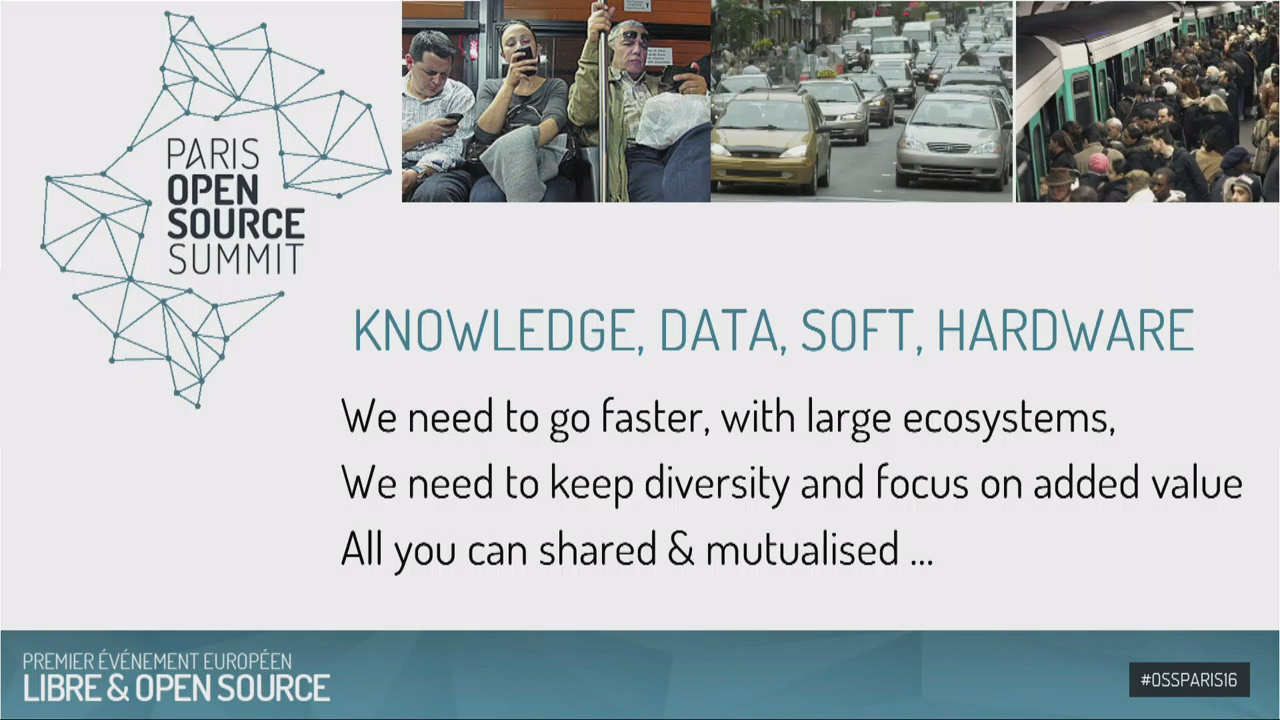 PARIS
OPEN
SOURCE
SUMMIT
KNOWLEDGE, DATA, SOFT, HARDWARE
We need to go faster, with large ecosystems,
We need to keep diversity and focus on added value
All you can shared & mutualised ...
PREMIER ÉVÉNEMENT EUROPÉEN
LIBRE & OPEN SOURCE
#OSSPARIS16